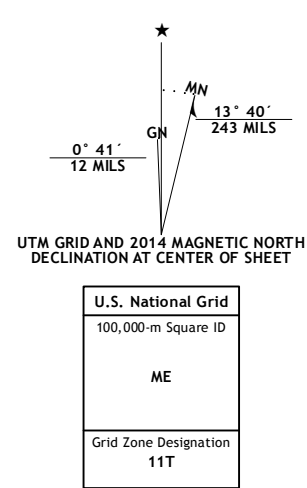 ★
MN
GN
13° 40´
243 MILS
0° 41´
12 MILS
UTM GRID AND 2014 MAGNETIC NORTH
DECLINATION AT CENTER OF SHEET
U.S. National Grid
100,000-m Square ID
ME
Grid Zone Designation
11T